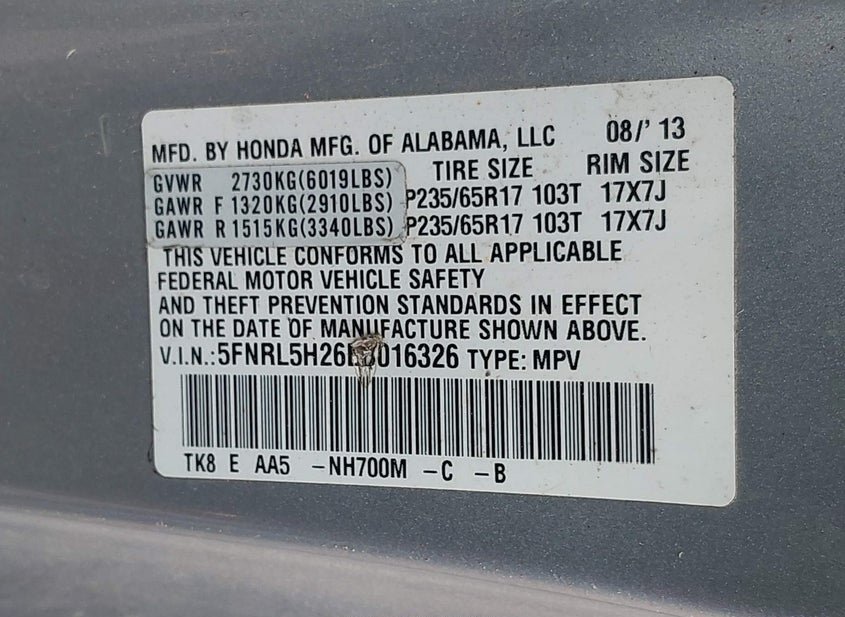 MFD. BY HONDA MFG. OF ALABAMA, LLC 08/'13
TIRE SIZE RIM SIZE
GVWR 2730KG(6019LBS)
GAWR F 1320KG(2910LBS) P235/65R17 103T 17X7J
GAWR R 1515KG(3340LBS) P235/65R17 103T 17X7J
THIS VEHICLE CONFORMS TO ALL APPLICABLE
FEDERAL MOTOR VEHICLE SAFETY
AND THEFT PREVENTION STANDARDS IN EFFECT
ON THE DATE OF MANUFACTURE SHOWN ABOVE.
V.I.N.: TYPE: MPV
TK8 E AA5 -NH700M -C -B